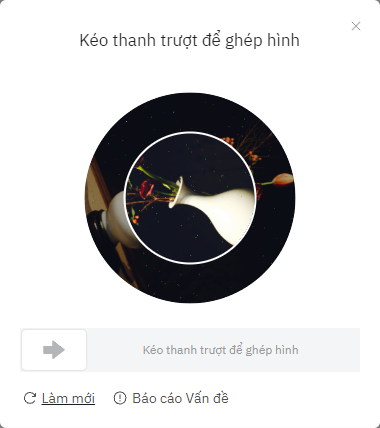 Kéo thanh trượt để ghép hình
Kéo thanh trượt để ghép hình
Làm mới
Báo cáo Vấn đề